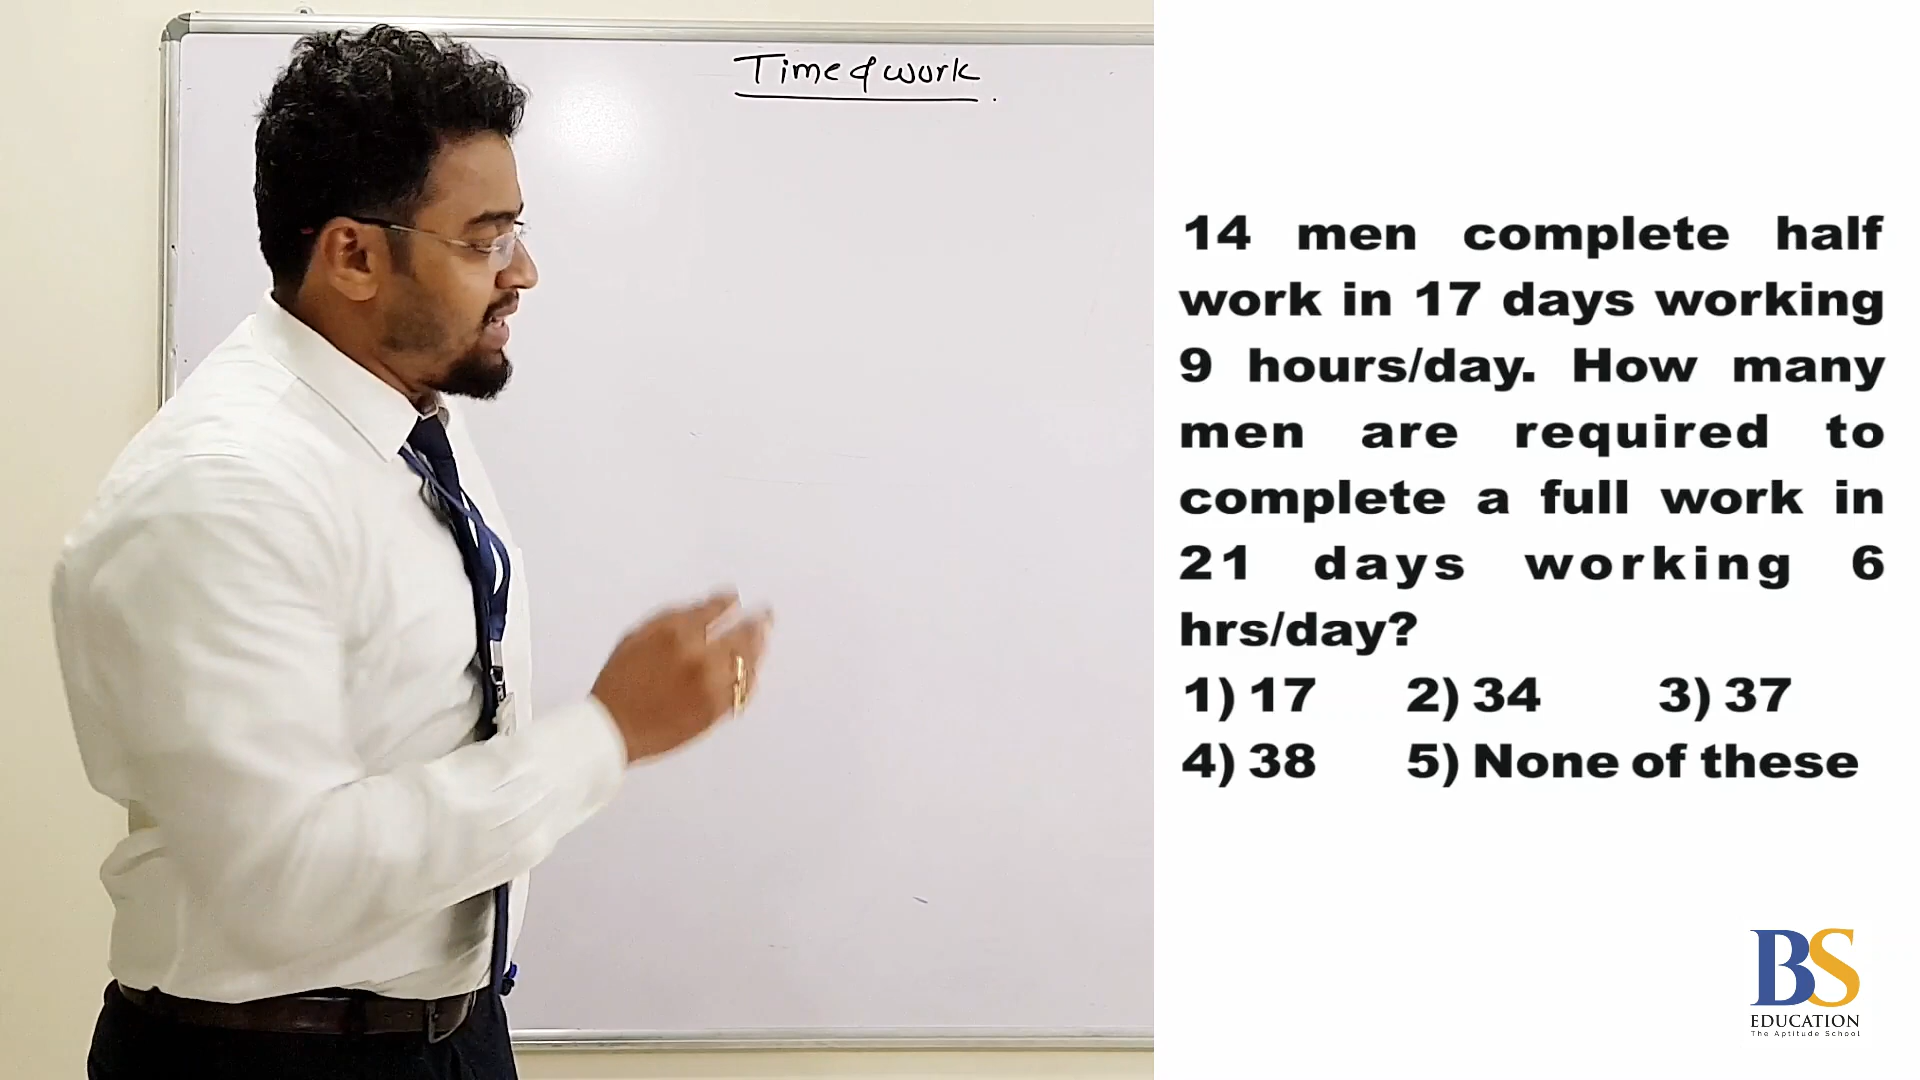 Time & work
14 men complete half
work in 17 days working
9 hours/day. How many
men are required to
complete a full work in
21 days working 6
hrs/day?
1) 17 2) 34 3) 37
4) 38 5) None of these
BS
EDUCATION
The Aptitude School